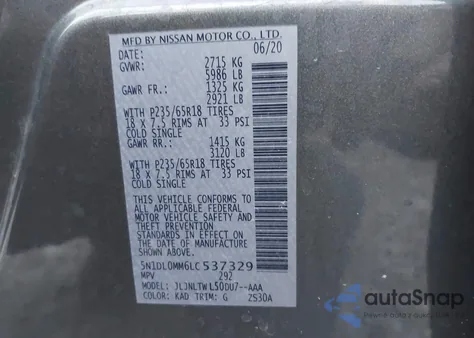 MFD BY NISSAN MOTOR CO., LTD.
DATE: 06/20
GVWR: 2715 KG
5986 LB
GAWR FR: 1325 KG
2921 LB
WITH P235/65R18 TIRES
18 X 7.5 RIMS AT 33 PSI
COLD SINGLE
GAWR RR: 1415 KG
3120 LB
WITH P235/65R18 TIRES
18 X 7.5 RIMS AT 33 PSI
COLD SINGLE
THIS VEHICLE CONFORMS TO
ALL APPLICABLE FEDERAL
MOTOR VEHICLE SAFETY AND
THEFT PREVENTION
STANDARDS IN EFFECT ON
THE DATE OF MANUFACTURE
SHOWN ABOVE.
5N1DL0MM6LC537329
MPV 292
MODEL: JLJNLTWL50DU7--AAA
COLOR: KAD TRIM: G ZS30A
autoSnap